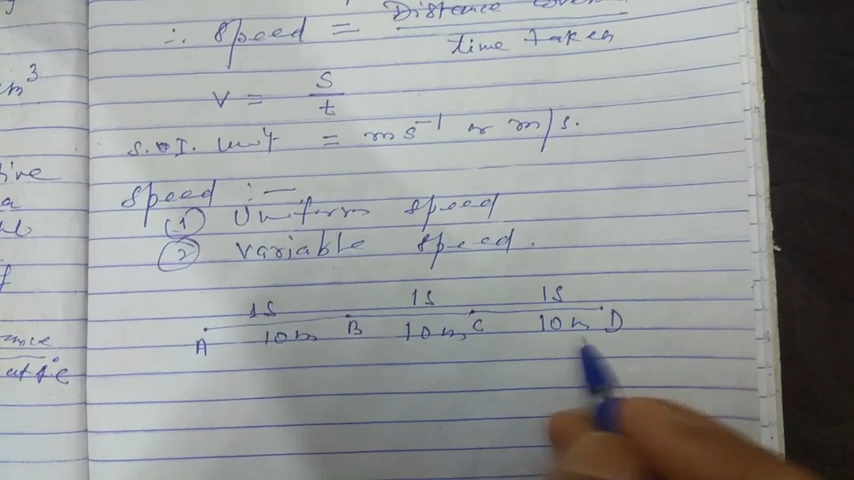 ∴ Speed = Distance
time taken
m³
V = S
t
S.I. Unit = ms⁻¹ or m/s.
Speed :—
(1) Uniform speed
(2) variable speed.
1S 1S 1S
A 10m B 10m C 10m D